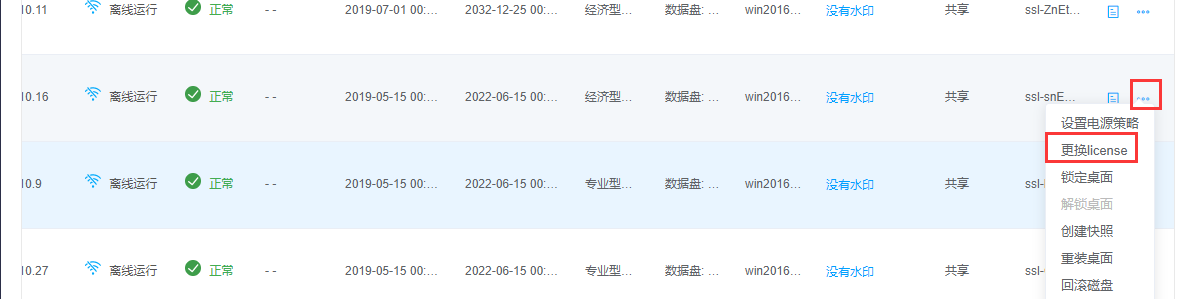 10.11 离线运行 正常 - - 2019-07-01 00:... 2032-12-25 00:... 经济型... 数据盘: ... win2016... 没有水印 共享 ssl-ZnEt...
10.16 离线运行 正常 - - 2019-05-15 00:... 2022-06-15 00:... 经济型... 数据盘: ... win2016... 没有水印 共享 ssl-snE...
设置电源策略
更换license
10.9 离线运行 正常 - - 2019-05-15 00:... 2022-06-15 00:... 专业型... 数据盘: ... win2016... 没有水印 共享 ssl-
锁定桌面
解锁桌面
创建快照
重装桌面
10.27 离线运行 正常 - - 2019-05-15 00:... 2022-06-15 00:... 专业型... 数据盘: ... win2016... 没有水印 共享 ssl-
回滚磁盘